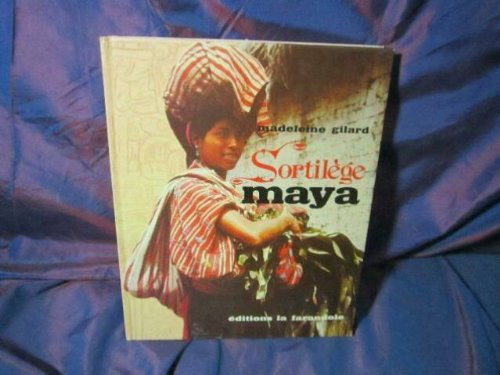 madeleine gilard
Sortilège
maya
éditions la farandole